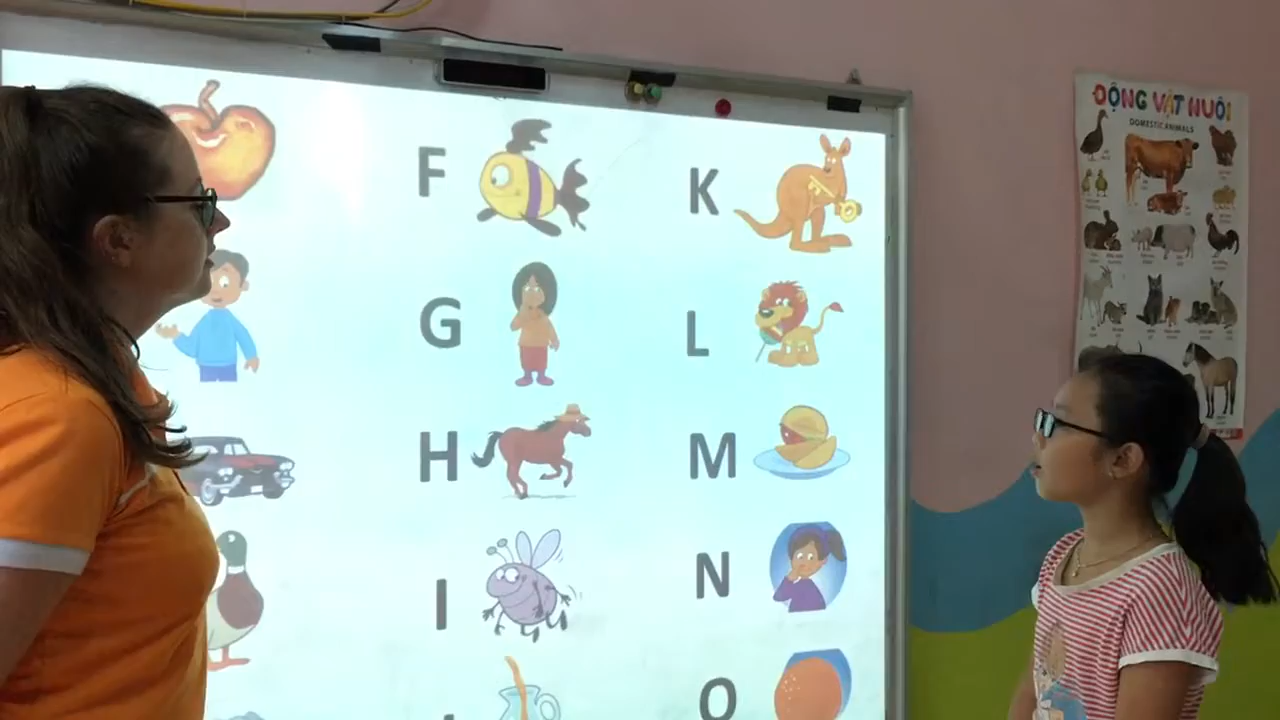 F
K
G
L
H
M
I
N
O
ĐỘNG VẬT NUÔI
DOMESTIC ANIMALS